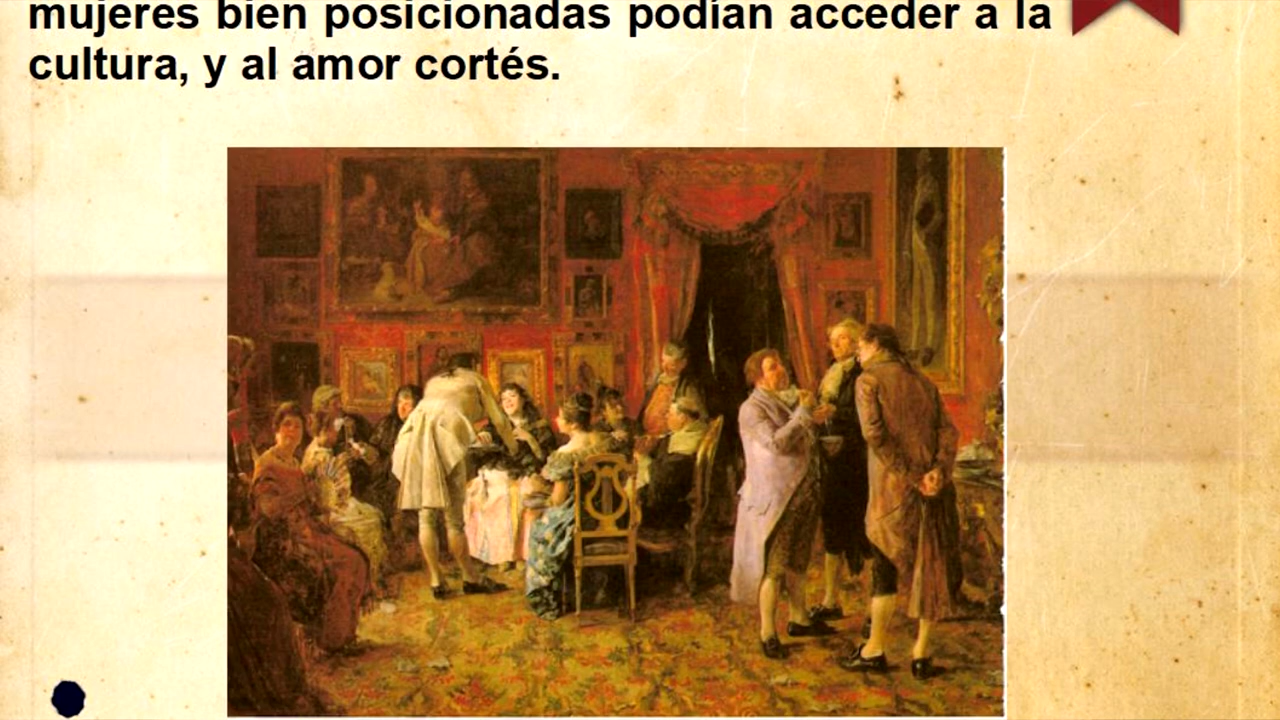 mujeres bien posicionadas podían acceder a la
cultura, y al amor cortés.